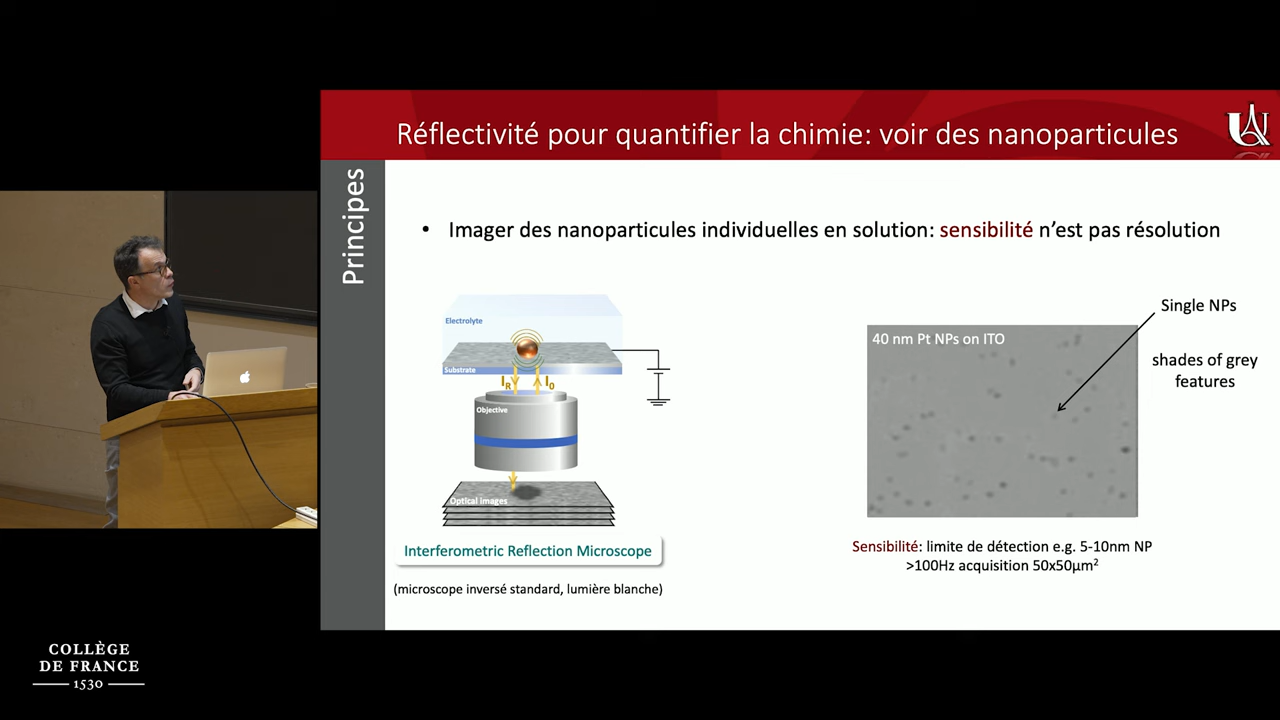 Réflectivité pour quantifier la chimie: voir des nanoparticules
Principes
• Imager des nanoparticules individuelles en solution: sensibilité n'est pas résolution
Electrolyte
Substrate
IR
I0
Objective
Optical images
Interferometric Reflection Microscope
(microscope inversé standard, lumière blanche)
40 nm Pt NPs on ITO
Single NPs
shades of grey
features
Sensibilité: limite de détection e.g. 5-10nm NP
>100Hz acquisition 50x50µm²
COLLÈGE
DE FRANCE
1530